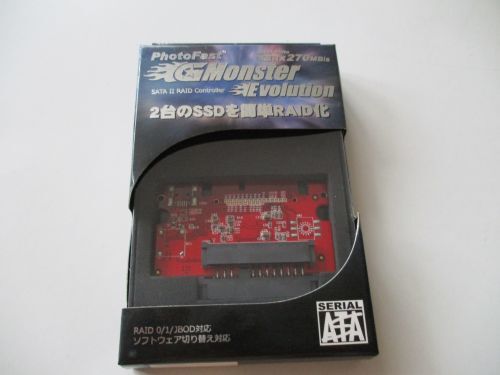 PhotoFast
270MB/s
GMonster
SATA II RAID Controller
Evolution
2台のSSDを簡単RAID化
SERIAL
ATA
RAID 0/1/JBOD対応
ソフトウェア切り替え対応